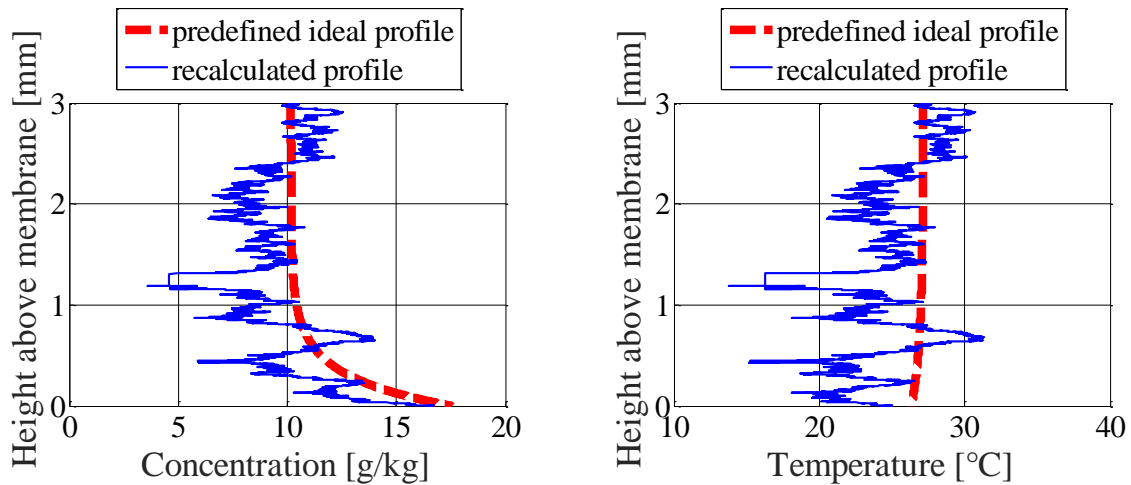 predefined ideal profile
recalculated profile
Height above membrane [mm]
3
2
1
0
0
5
10
15
20
Concentration [g/kg]
predefined ideal profile
recalculated profile
Height above membrane [mm]
3
2
1
0
10
20
30
40
Temperature [°C]